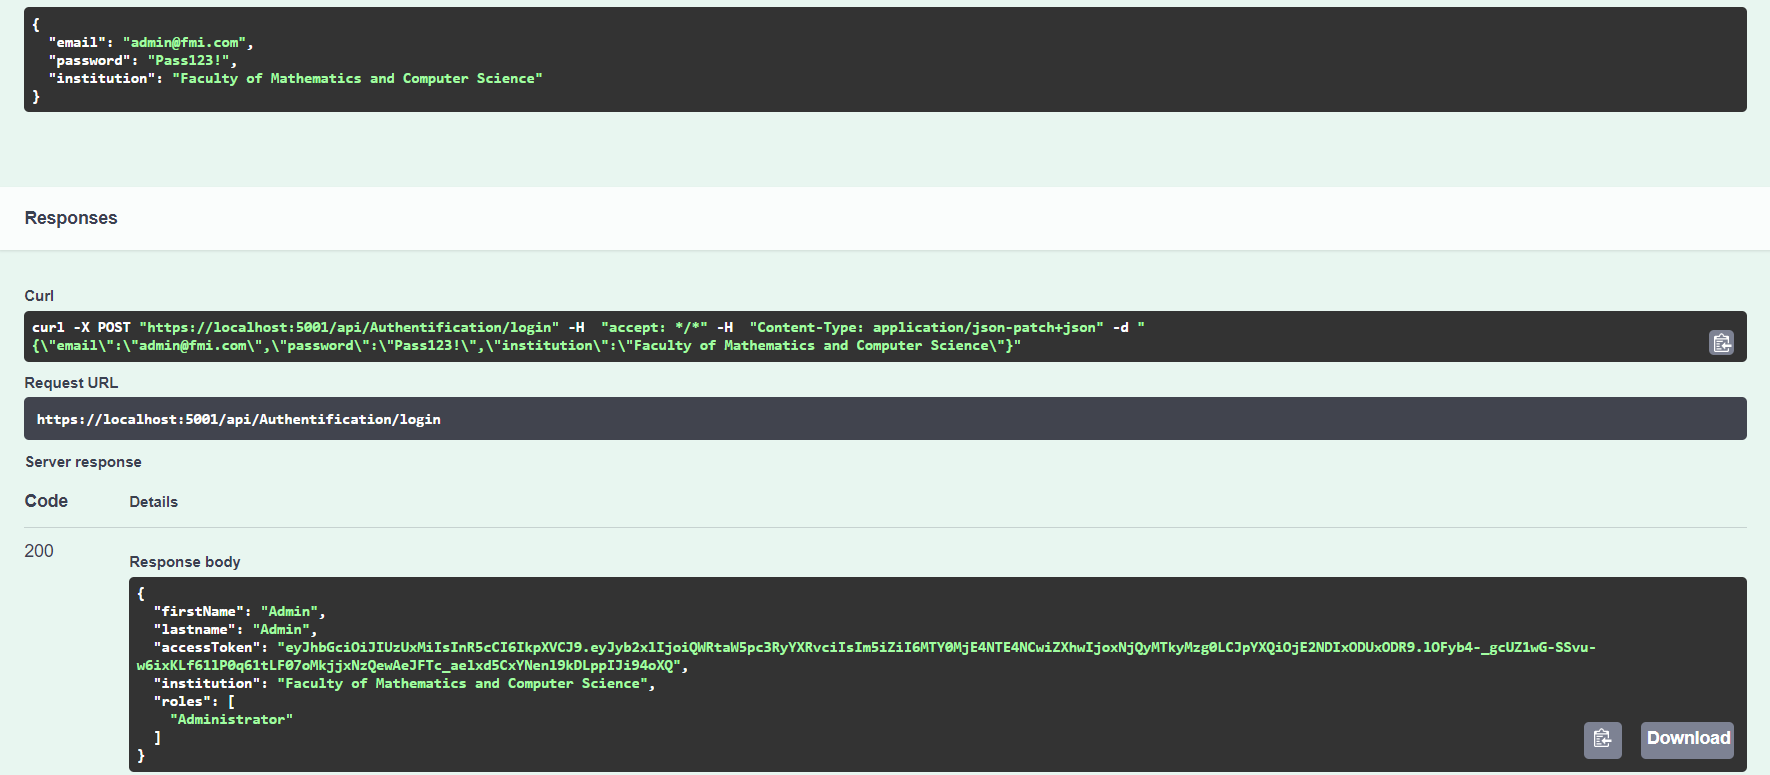 {
"email": "admin@fmi.com",
"password": "Pass123!",
"institution": "Faculty of Mathematics and Computer Science"
}
Responses
Curl
curl -X POST "https://localhost:5001/api/Authentification/login" -H  "accept: */*" -H  "Content-Type: application/json-patch+json" -d "
{\"email\":\"admin@fmi.com\",\"password\":\"Pass123!\",\"institution\":\"Faculty of Mathematics and Computer Science\"}"
Request URL
https://localhost:5001/api/Authentification/login
Server response
Code Details
200
Response body
{
"firstName": "Admin",
"lastname": "Admin",
"accessToken": "eyJhbGciOiJIUzUxMiIsInR5cCI6IkpXVCJ9.eyJyb2xlIjoiQWRtaW5pc3RyYXRvciIsIm5iZiI6MTY0MjE4NTE4NCwiZXhwIjoxNjQyMTkyMzg0LCJpYXQiOjE2NDIxODUxODR9.lOFyb4-_gcUZ1wG-SSvu-
w6ixKLf61lP0q61tLF07oMkjjxNzQewAeJFTc_aelxd5CxYNenl9kDLppIJi94oXQ",
"institution": "Faculty of Mathematics and Computer Science",
"roles": [
"Administrator"
]
}
Download